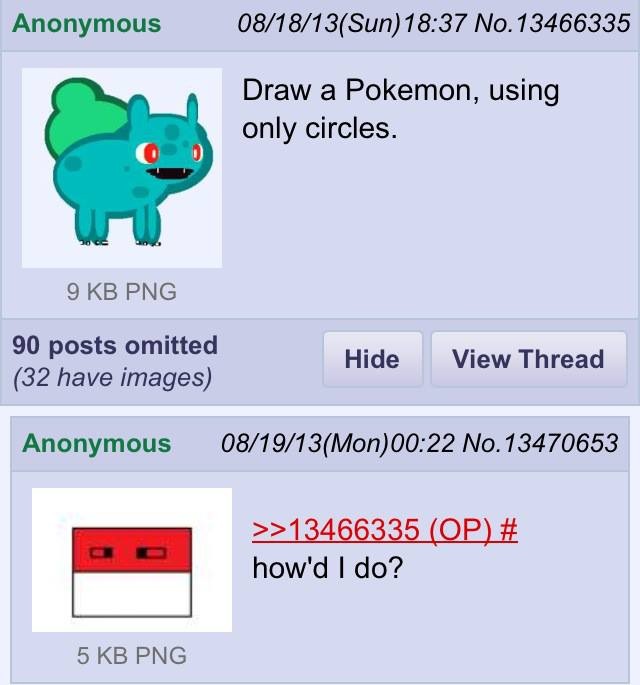 Anonymous 08/18/13(Sun)18:37 No.13466335
Draw a Pokemon, using
only circles.
9 KB PNG
90 posts omitted
(32 have images)
Hide View Thread
Anonymous 08/19/13(Mon)00:22 No.13470653
>>13466335 (OP) #
how'd I do?
5 KB PNG